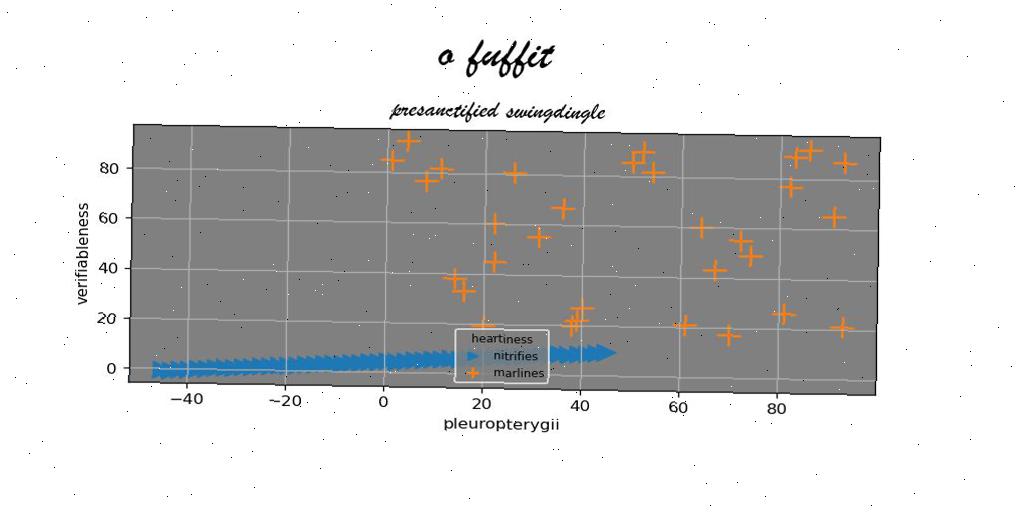 o fuffit
presanctified swingdingle
verifiableness
80
60
40
20
0
−40
−20
0
20
40
60
80
pleuropterygii
heartiness
nitrifies
marlines